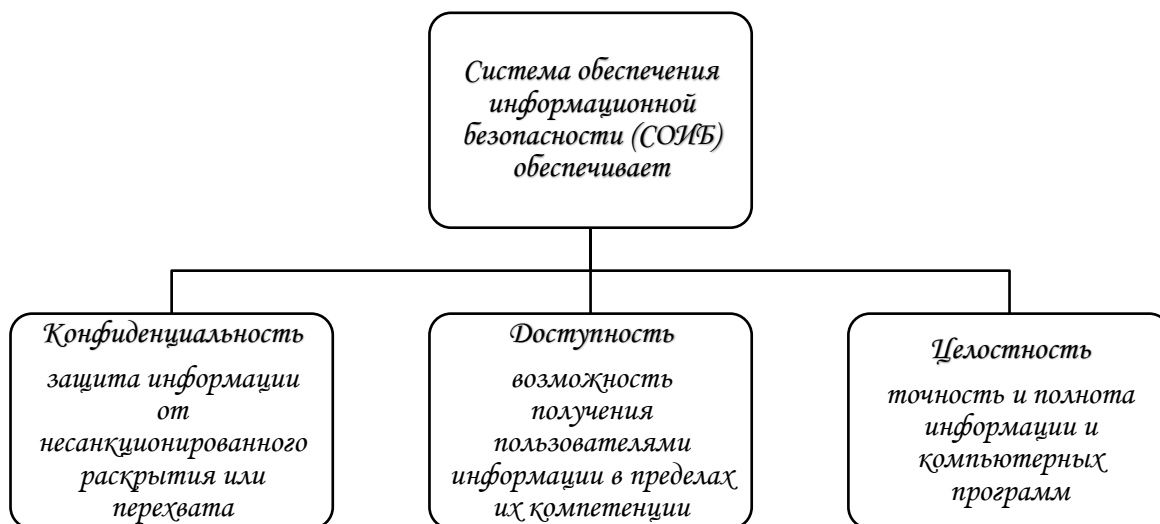 Система обеспечения
информационной
безопасности (СОИБ)
обеспечивает
Конфиденциальность
защита информации
от
несанкционированного
раскрытия или
перехвата
Доступность
возможность
получения
пользователями
информации в пределах
их компетенции
Целостность
точность и полнота
информации и
компьютерных
программ